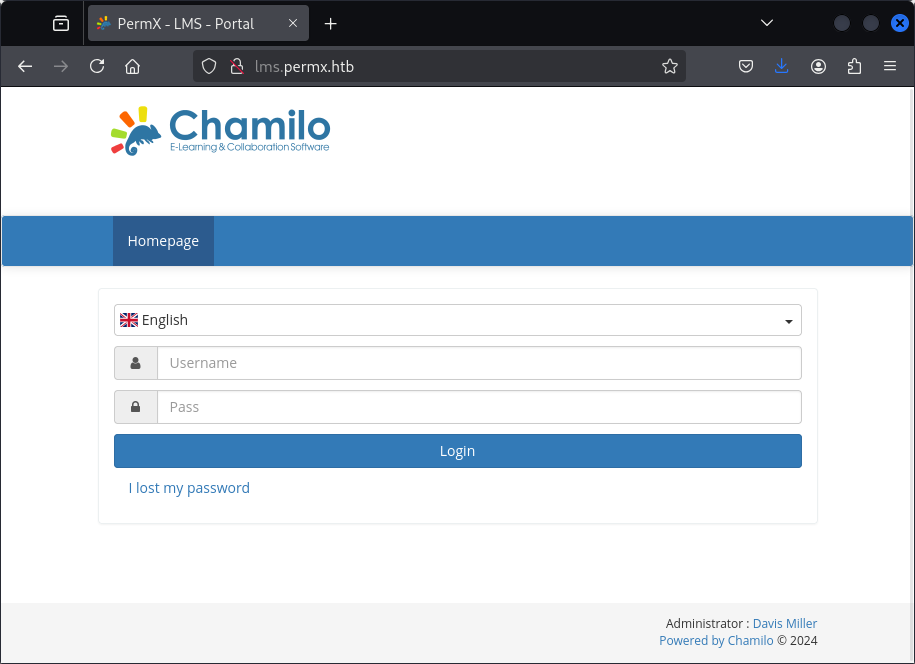 PermX - LMS - Portal
lms.permx.htb
Chamilo
E-Learning & Collaboration Software
Homepage
English
Username
Pass
Login
I lost my password
Administrator : Davis Miller
Powered by Chamilo © 2024